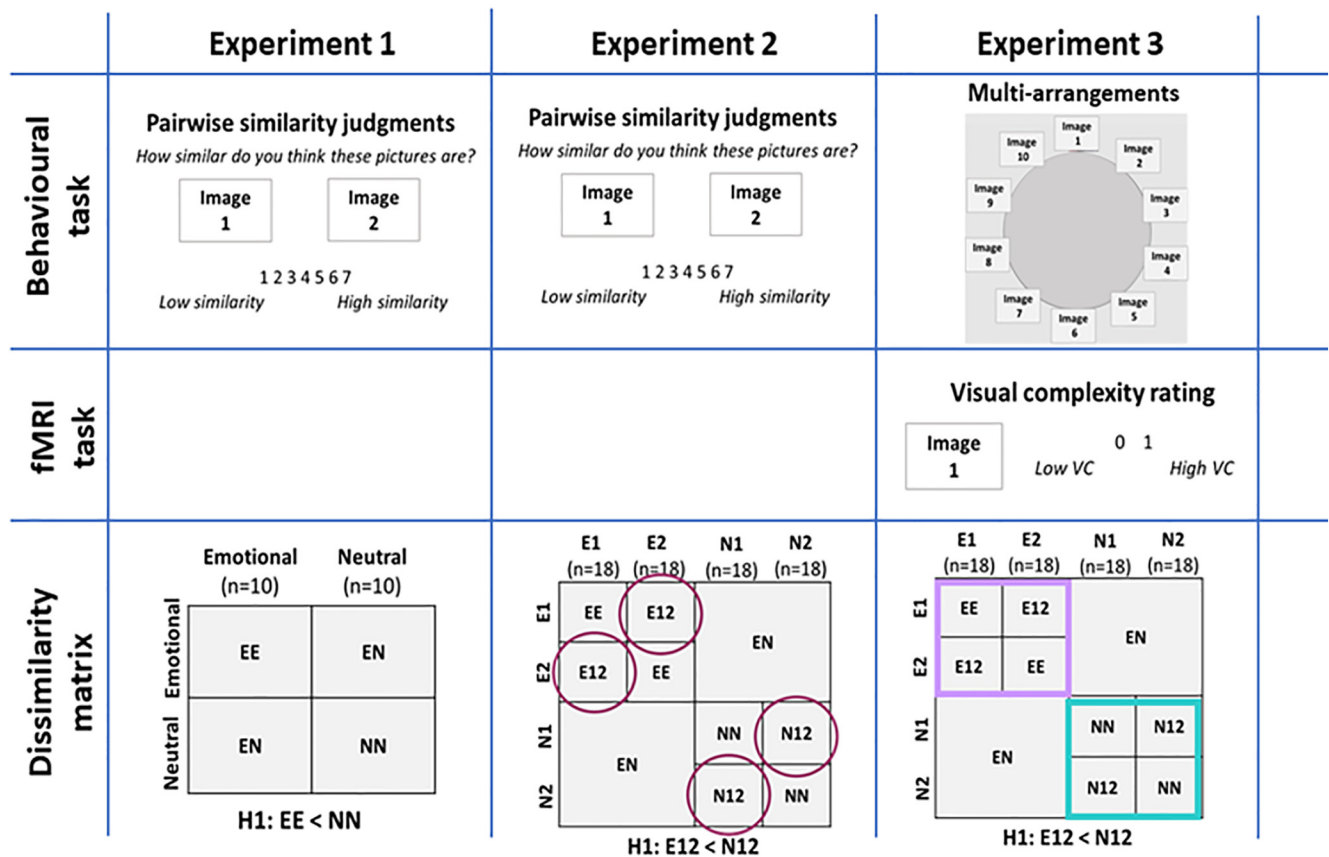 Experiment 1
Experiment 2
Experiment 3
Behavioural
task
Pairwise similarity judgments
How similar do you think these pictures are?
Image
1
Image
2
1 2 3 4 5 6 7
Low similarity
High similarity
Pairwise similarity judgments
How similar do you think these pictures are?
Image
1
Image
2
1 2 3 4 5 6 7
Low similarity
High similarity
Multi-arrangements
Image
1
Image
2
Image
3
Image
4
Image
5
Image
6
Image
7
Image
8
Image
9
Image
10
fMRI
task
Visual complexity rating
Image
1
0 1
Low VC
High VC
Dissimilarity
matrix
Emotional
(n=10)
Neutral
(n=10)
Emotional
EE
EN
Neutral
EN
NN
H1: EE < NN
E1
(n=18)
E2
(n=18)
N1
(n=18)
N2
(n=18)
E1
EE
E12
EN
E2
E12
EE
N1
EN
NN
N12
N2
N12
NN
H1: E12 < N12
E1
(n=18)
E2
(n=18)
N1
(n=18)
N2
(n=18)
E1
EE
E12
EN
E2
E12
EE
N1
EN
NN
N12
N2
N12
NN
H1: E12 < N12